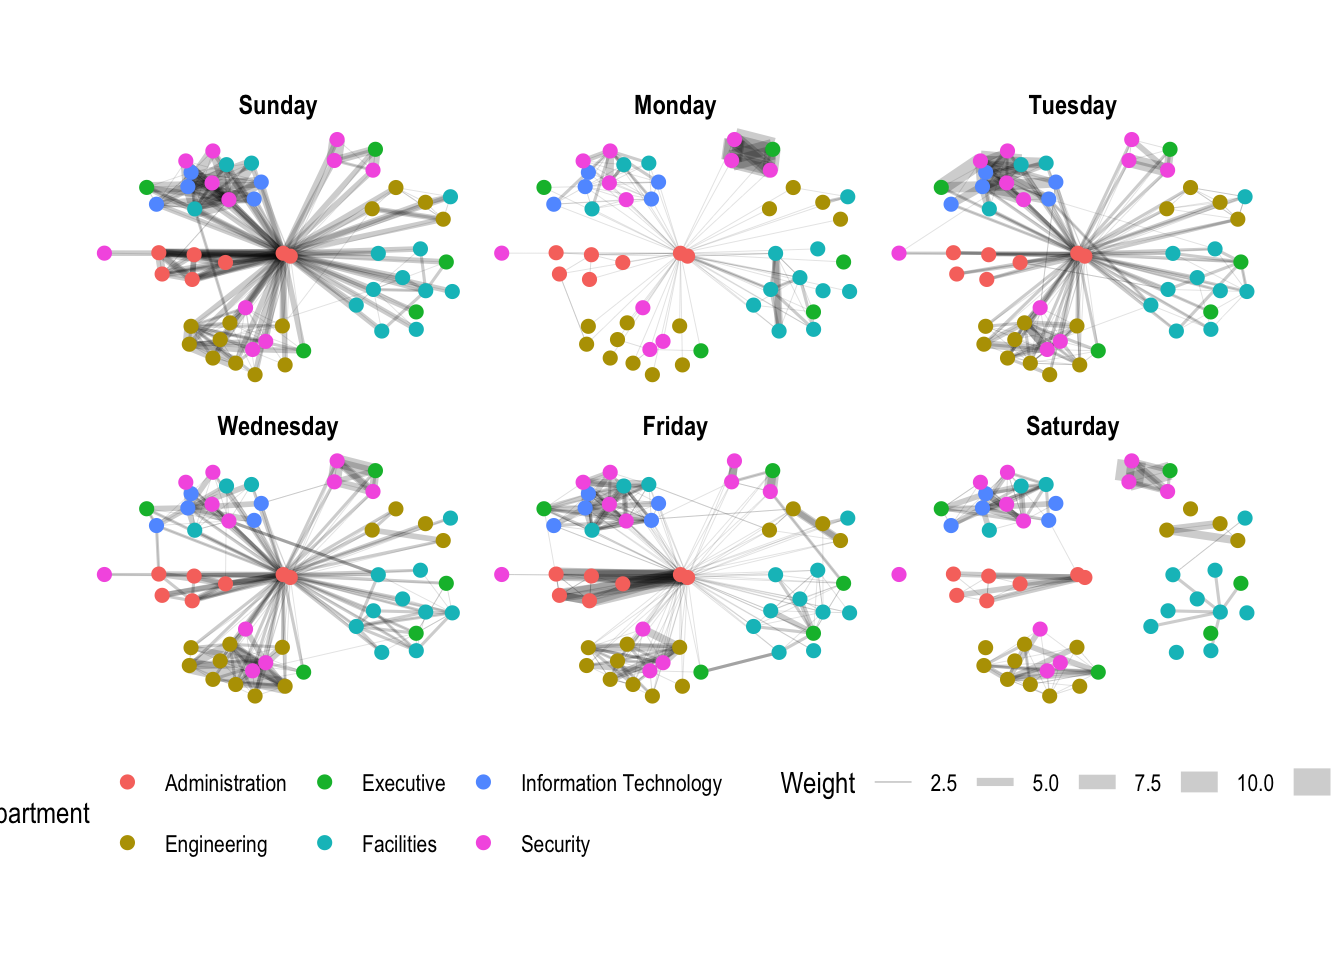 Sunday Monday Tuesday
Wednesday Friday Saturday
Administration Executive Information Technology Weight 2.5 5.0 7.5 10.0
partment
Engineering Facilities Security